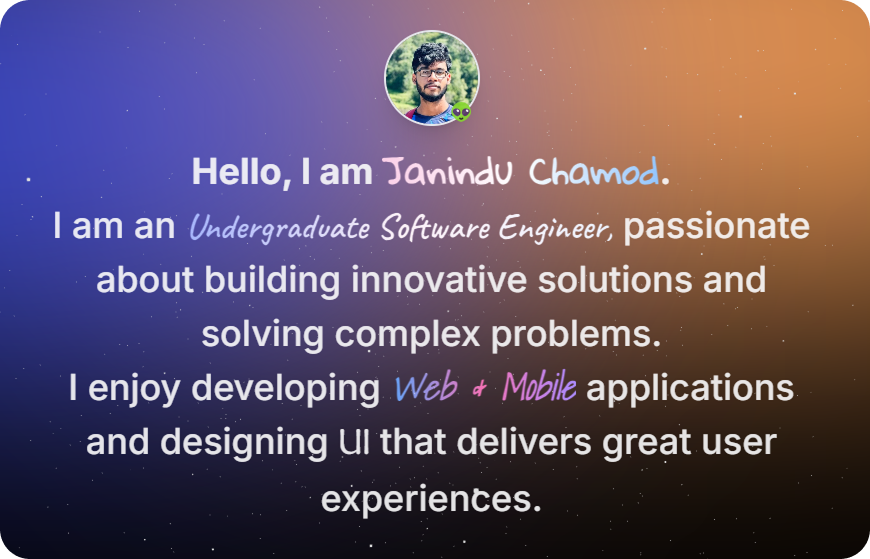 Hello, I am Janindu Chamod.
I am an Undergraduate Software Engineer, passionate
about building innovative solutions and
solving complex problems.
I enjoy developing Web & Mobile applications
and designing UI that delivers great user
experiences.